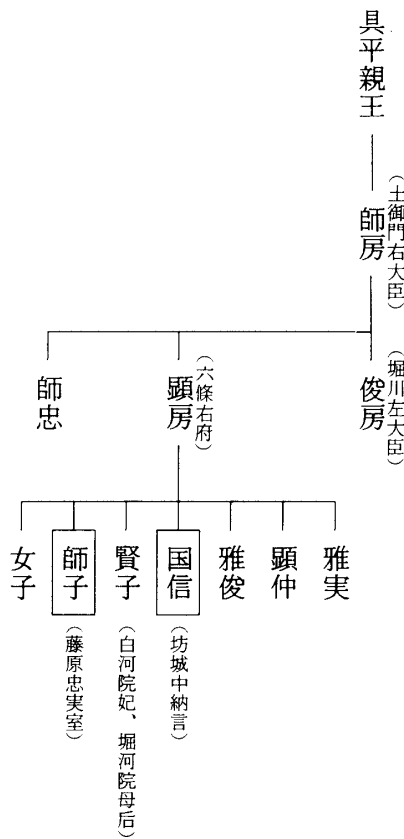 具平親王
師房
（土御門右大臣）
俊房
（堀川左大臣）
顕房
（六條右府）
師忠
雅実
顕仲
雅俊
国信
（坊城中納言）
賢子
（白河院妃、堀河院母后）
師子
（藤原忠実室）
女子